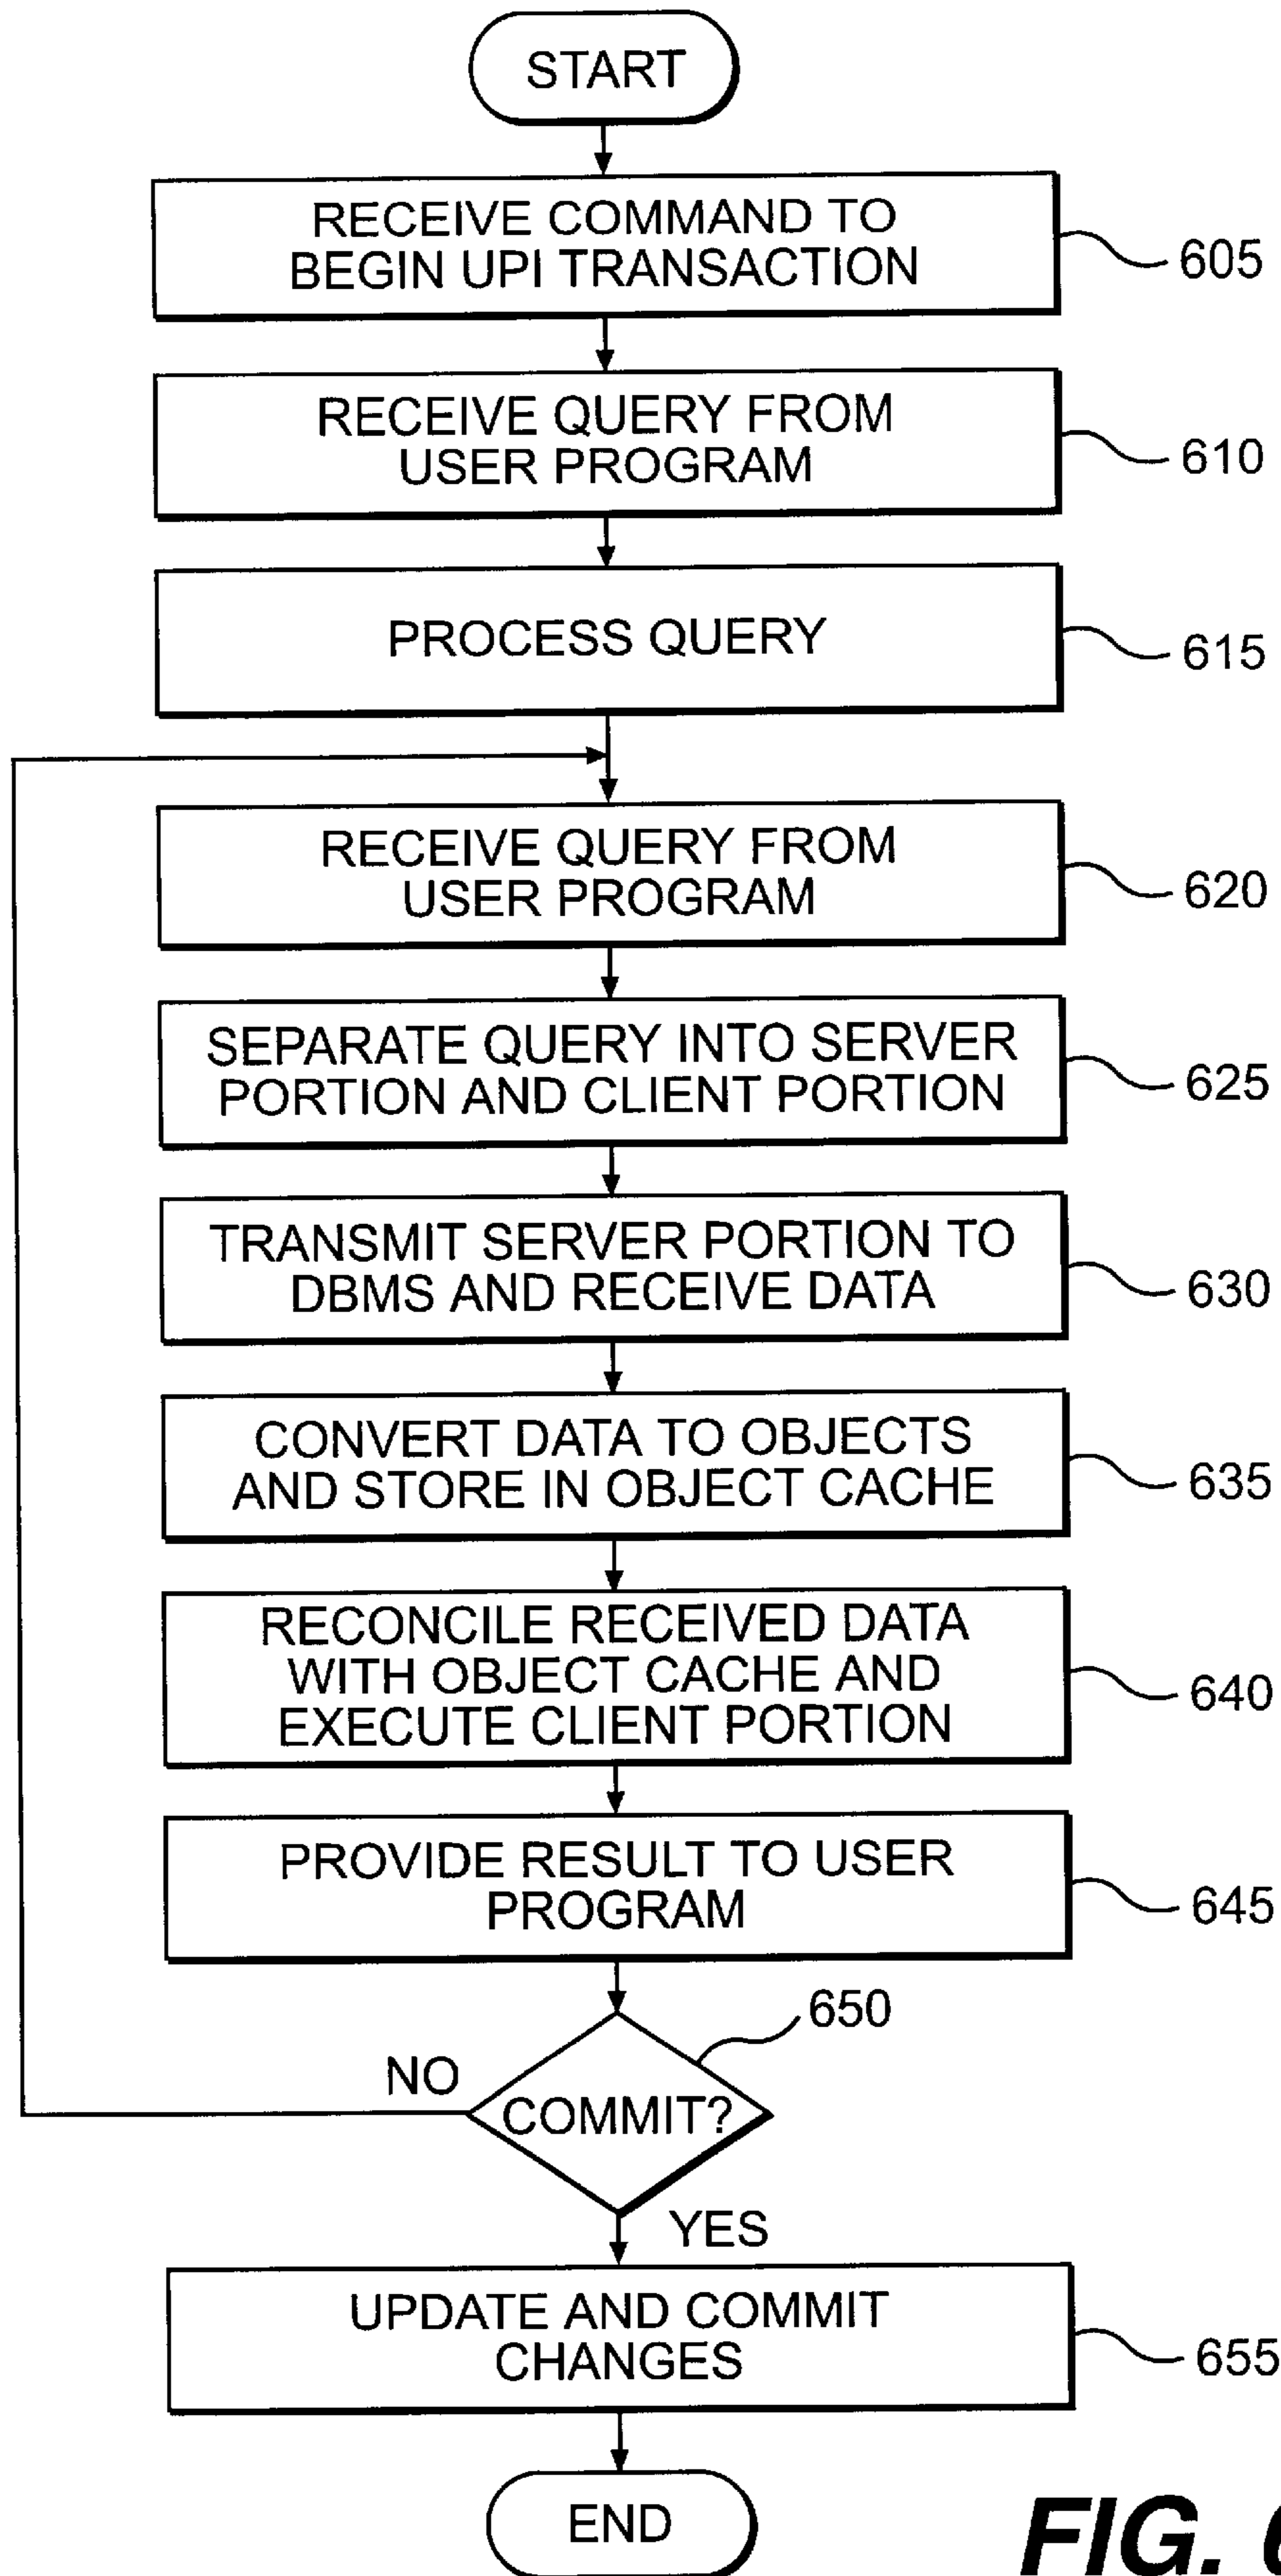 START
RECEIVE COMMAND TO
BEGIN UPI TRANSACTION
605
RECEIVE QUERY FROM
USER PROGRAM
610
PROCESS QUERY
615
RECEIVE QUERY FROM
USER PROGRAM
620
SEPARATE QUERY INTO SERVER
PORTION AND CLIENT PORTION
625
TRANSMIT SERVER PORTION TO
DBMS AND RECEIVE DATA
630
CONVERT DATA TO OBJECTS
AND STORE IN OBJECT CACHE
635
RECONCILE RECEIVED DATA
WITH OBJECT CACHE AND
EXECUTE CLIENT PORTION
640
PROVIDE RESULT TO USER
PROGRAM
645
650
NO
COMMIT?
YES
UPDATE AND COMMIT
CHANGES
655
END
FIG. 6